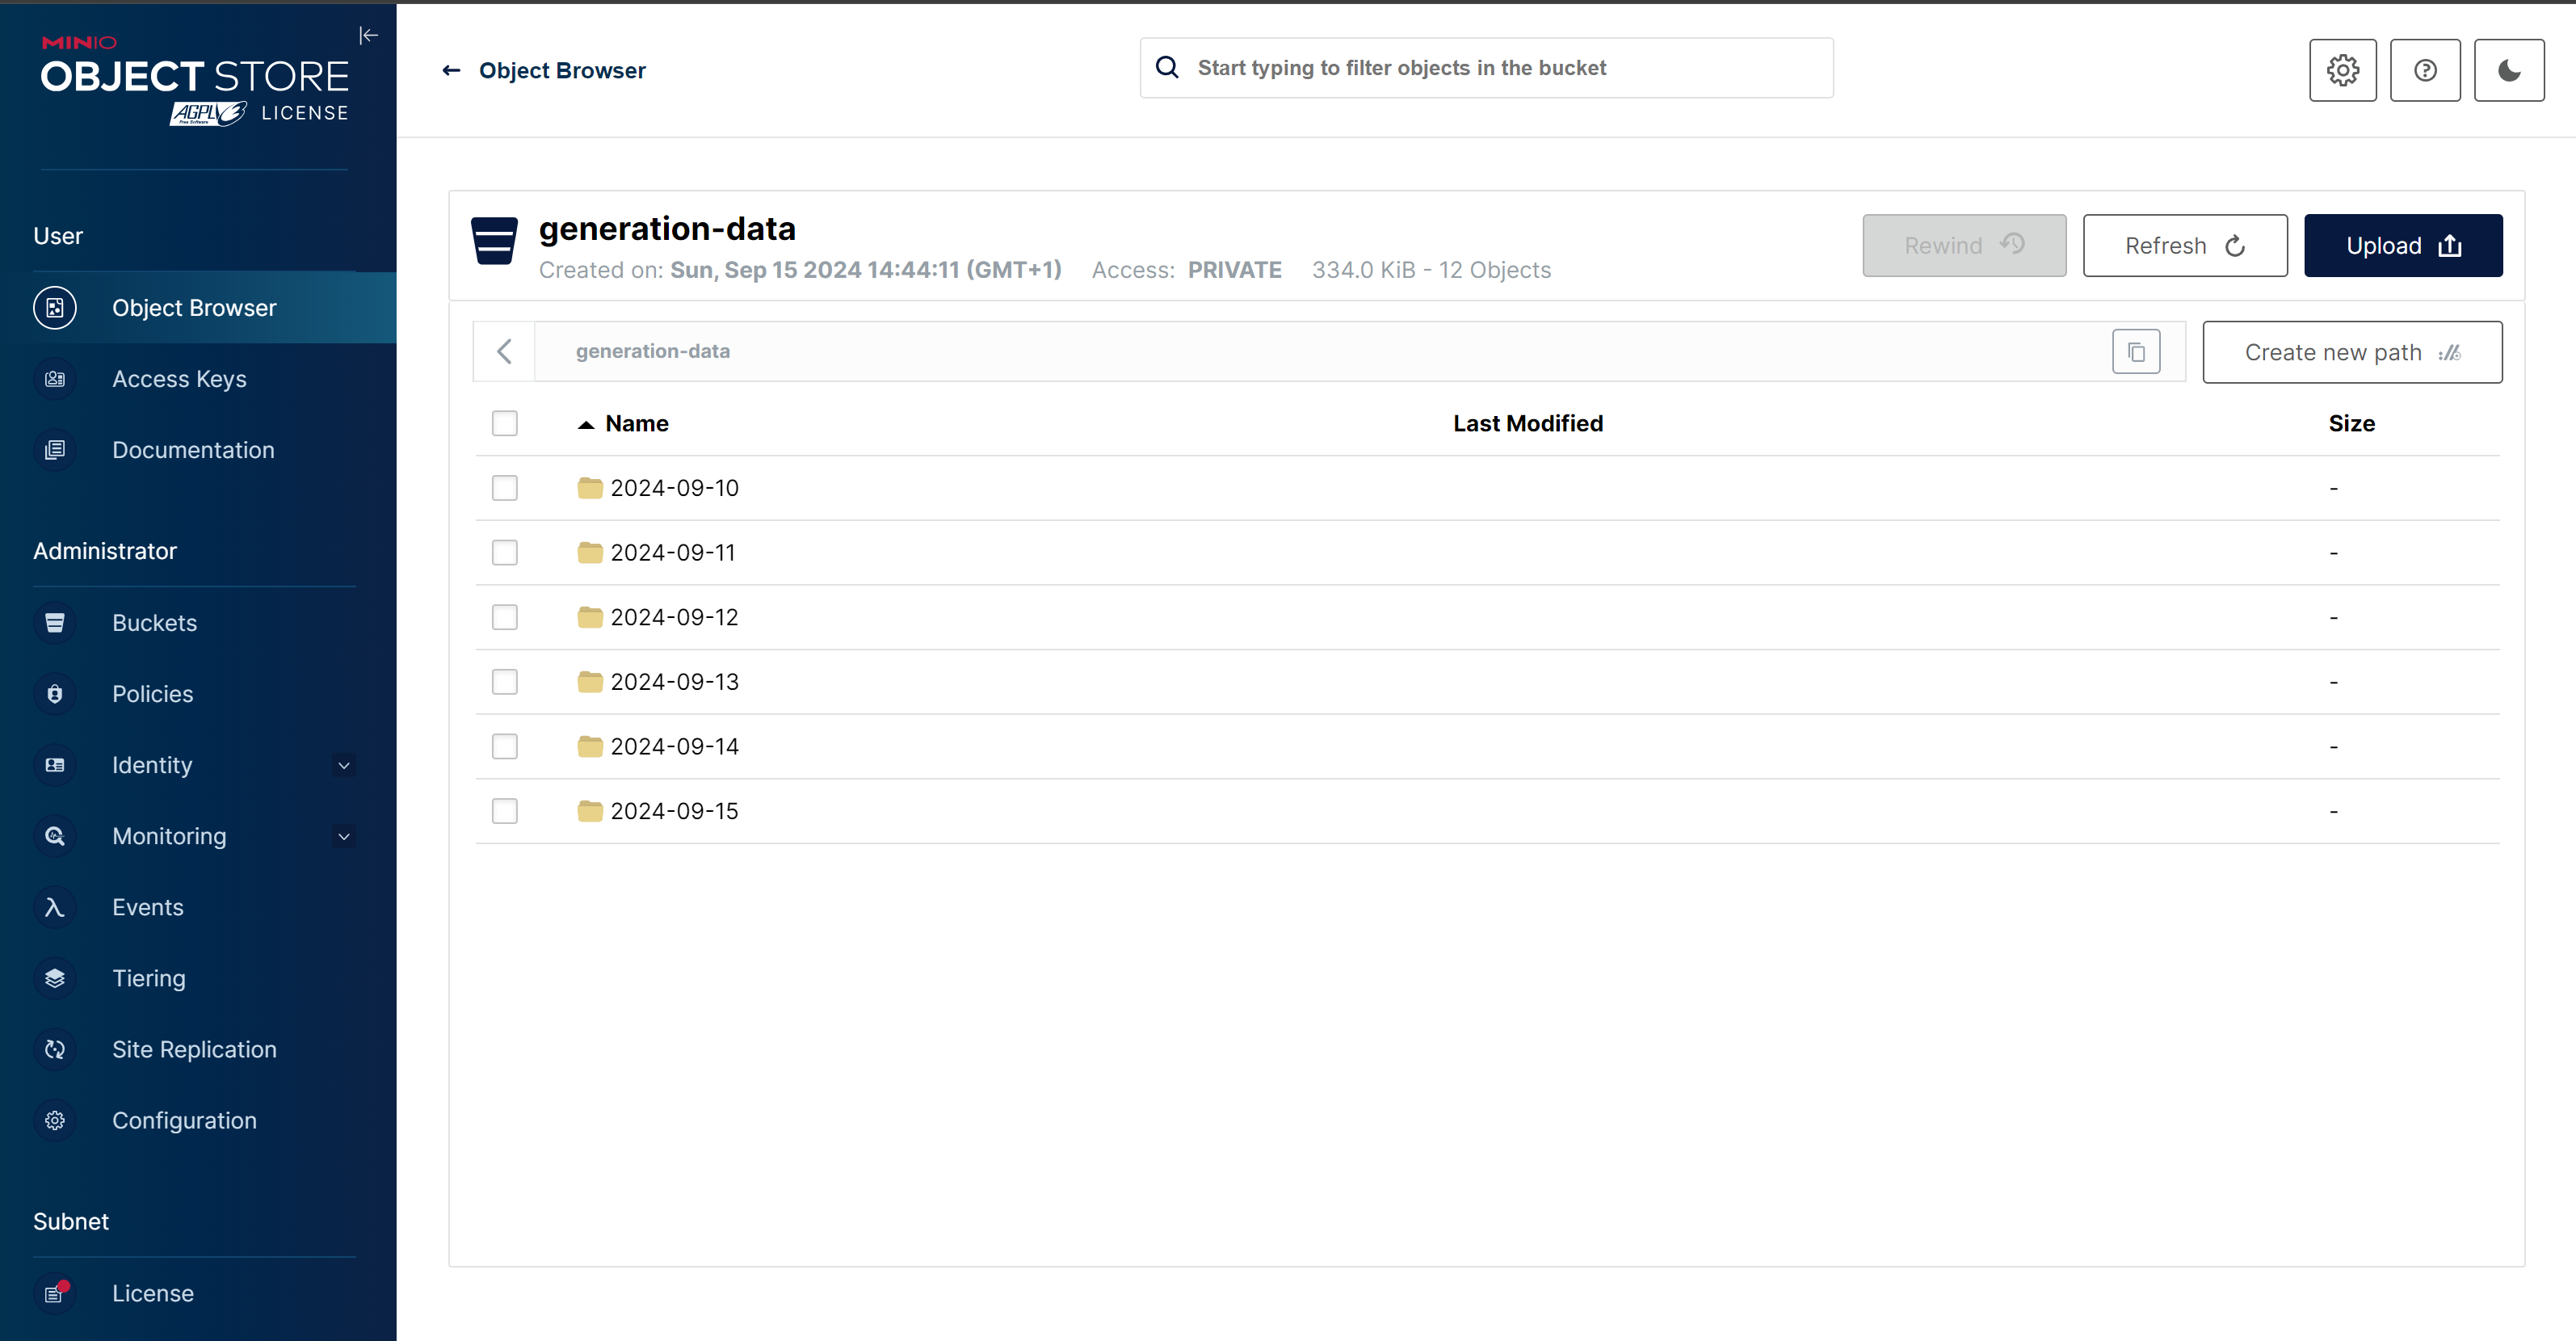 MINIO
OBJECT STORE
AGPL v3 LICENSE
Free Software
User
Object Browser
Access Keys
Documentation
Administrator
Buckets
Policies
Identity
Monitoring
Events
Tiering
Site Replication
Configuration
Subnet
License
← Object Browser
Start typing to filter objects in the bucket
generation-data
Created on: Sun, Sep 15 2024 14:44:11 (GMT+1) Access: PRIVATE 334.0 KiB - 12 Objects
Rewind
Refresh
Upload
generation-data
Create new path
Name Last Modified Size
2024-09-10 -
2024-09-11 -
2024-09-12 -
2024-09-13 -
2024-09-14 -
2024-09-15 -